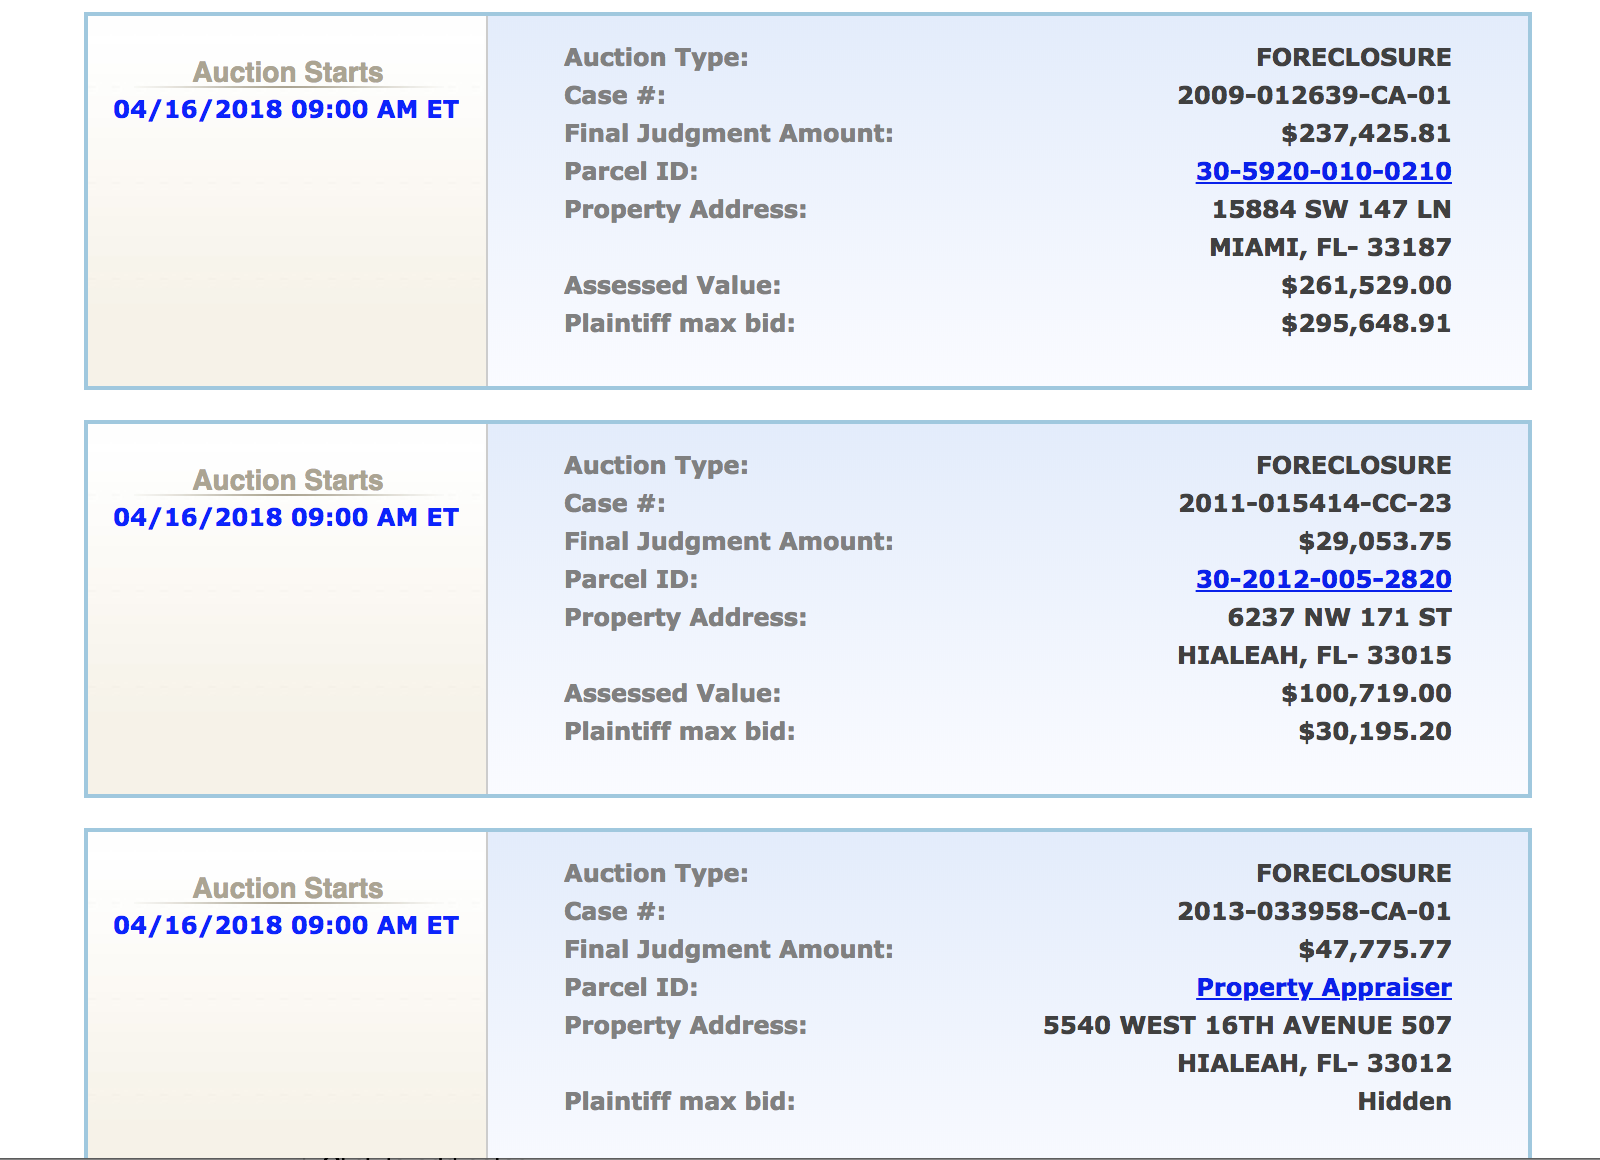 Auction Starts
04/16/2018 09:00 AM ET
Auction Type: FORECLOSURE
Case #: 2009-012639-CA-01
Final Judgment Amount: $237,425.81
Parcel ID: 30-5920-010-0210
Property Address: 15884 SW 147 LN
MIAMI, FL- 33187
Assessed Value: $261,529.00
Plaintiff max bid: $295,648.91
Auction Starts
04/16/2018 09:00 AM ET
Auction Type: FORECLOSURE
Case #: 2011-015414-CC-23
Final Judgment Amount: $29,053.75
Parcel ID: 30-2012-005-2820
Property Address: 6237 NW 171 ST
HIALEAH, FL- 33015
Assessed Value: $100,719.00
Plaintiff max bid: $30,195.20
Auction Starts
04/16/2018 09:00 AM ET
Auction Type: FORECLOSURE
Case #: 2013-033958-CA-01
Final Judgment Amount: $47,775.77
Parcel ID: Property Appraiser
Property Address: 5540 WEST 16TH AVENUE 507
HIALEAH, FL- 33012
Plaintiff max bid: Hidden